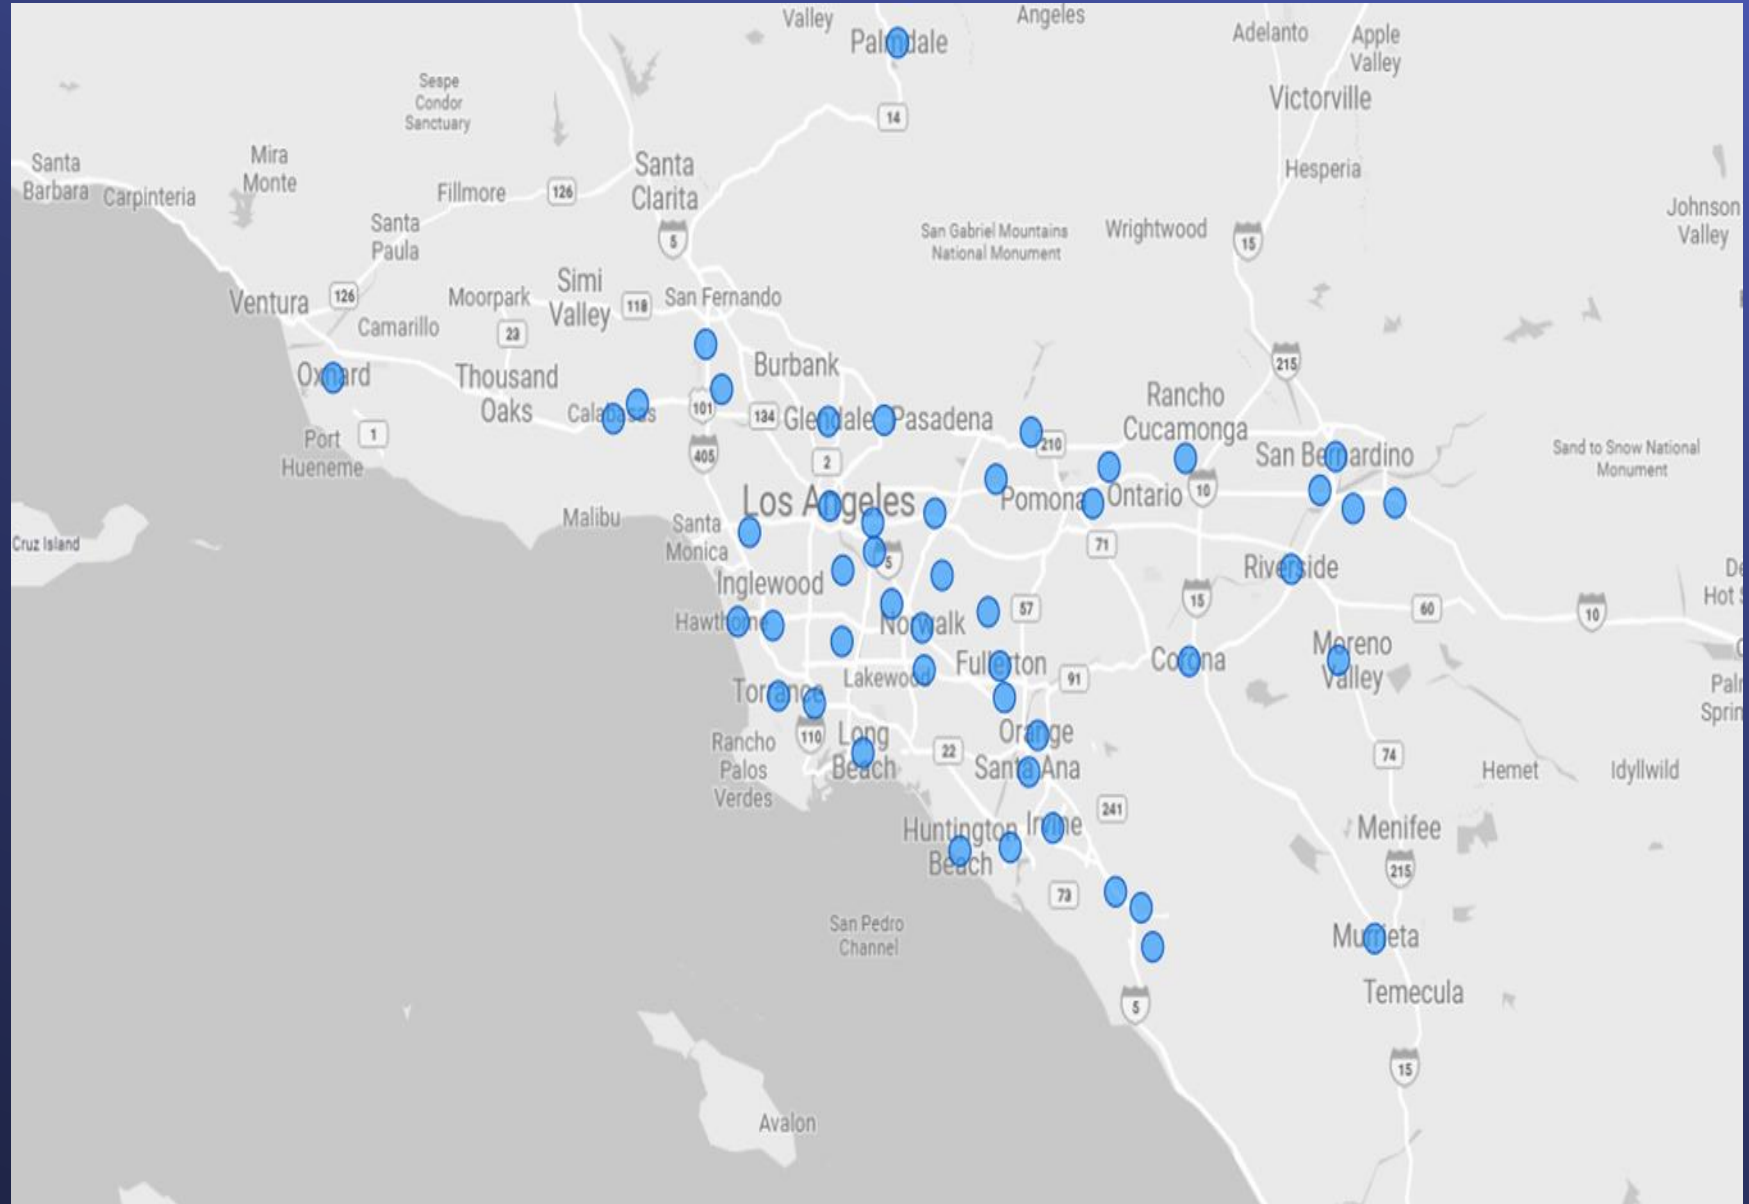 Valley
Angeles
Palmdale
Adelanto
Apple
Valley
Sespe
Condor
Sanctuary
Victorville
14
Santa
Barbara
Carpinteria
Mira
Monte
Fillmore
126
Santa
Clarita
Hesperia
Santa
Paula
5
San Gabriel Mountains
National Monument
Wrightwood
15
Johnson
Valley
Ventura
126
Moorpark
Simi
Valley
118
San Fernando
Camarillo
23
Burbank
215
Oxnard
Thousand
Oaks
Calabasas
101
134
Glendale
Pasadena
Rancho
Cucamonga
210
Port
Hueneme
1
405
2
San Bernardino
Sand to Snow National
Monument
Los Angeles
Pomona
Ontario
10
Malibu
Santa
Monica
Cruz Island
71
5
Inglewood
Riverside
De
Hot S
Hawthorne
Norwalk
57
15
60
10
Lakewood
Fullerton
91
Corona
Moreno
Valley
Torrance
Palm
Sprin
110
Long
Beach
22
Orange
Santa Ana
Rancho
Palos
Verdes
74
Hemet
Idyllwild
241
Huntington
Beach
Irvine
Menifee
215
73
San Pedro
Channel
Murrieta
Temecula
5
15
Avalon